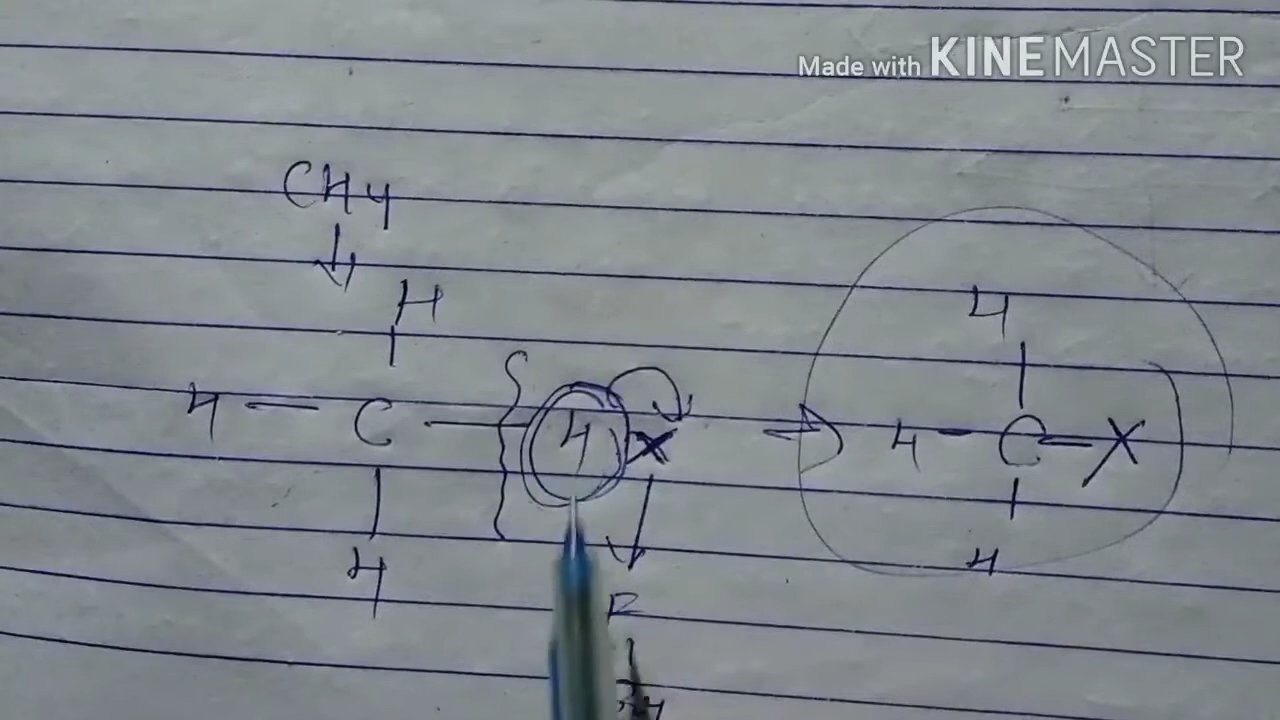 Made with KINEMASTER
CH4
H
H
H - C - H X
H - C - X
H
H